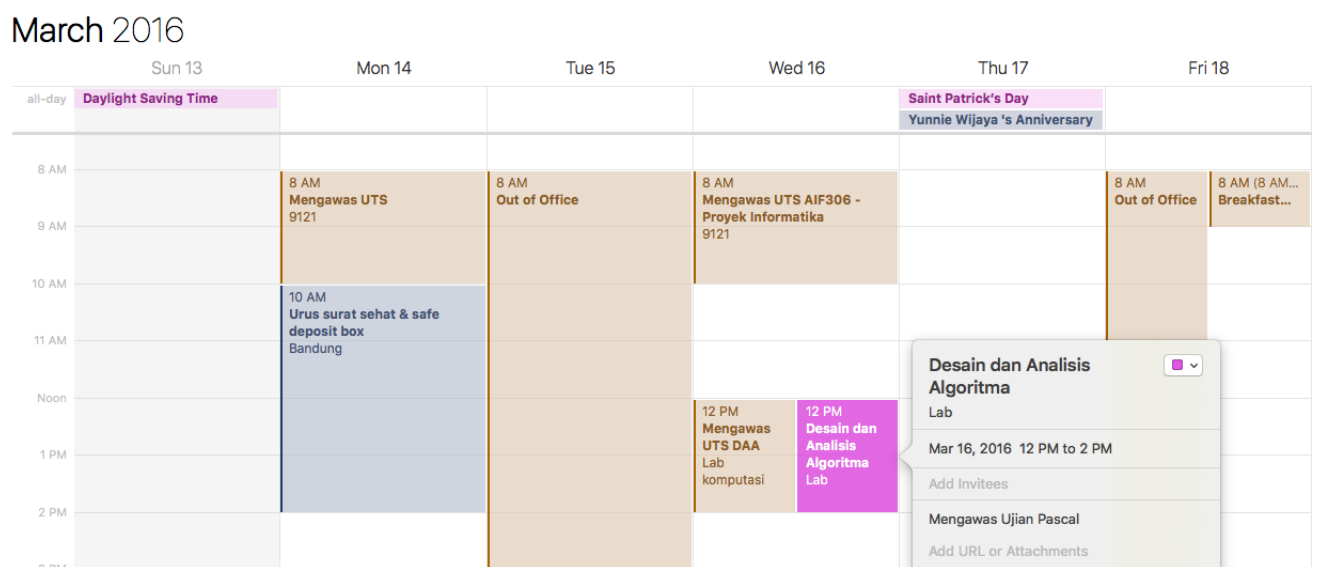 March 2016
Sun 13
Mon 14
Tue 15
Wed 16
Thu 17
Fri 18
all-day
Daylight Saving Time
Saint Patrick's Day
Yunnie Wijaya 's Anniversary
8 AM
9 AM
10 AM
11 AM
Noon
1 PM
2 PM
8 AM
Mengawas UTS
9121
10 AM
Urus surat sehat & safe
deposit box
Bandung
8 AM
Out of Office
8 AM
Mengawas UTS AIF306 -
Proyek Informatika
9121
12 PM
Mengawas
UTS DAA
Lab
komputasi
12 PM
Desain dan
Analisis
Algoritma
Lab
8 AM
Out of Office
8 AM (8 AM...
Breakfast...
Desain dan Analisis
Algoritma
Lab
Mar 16, 2016 12 PM to 2 PM
Add Invitees
Mengawas Ujian Pascal
Add URL or Attachments